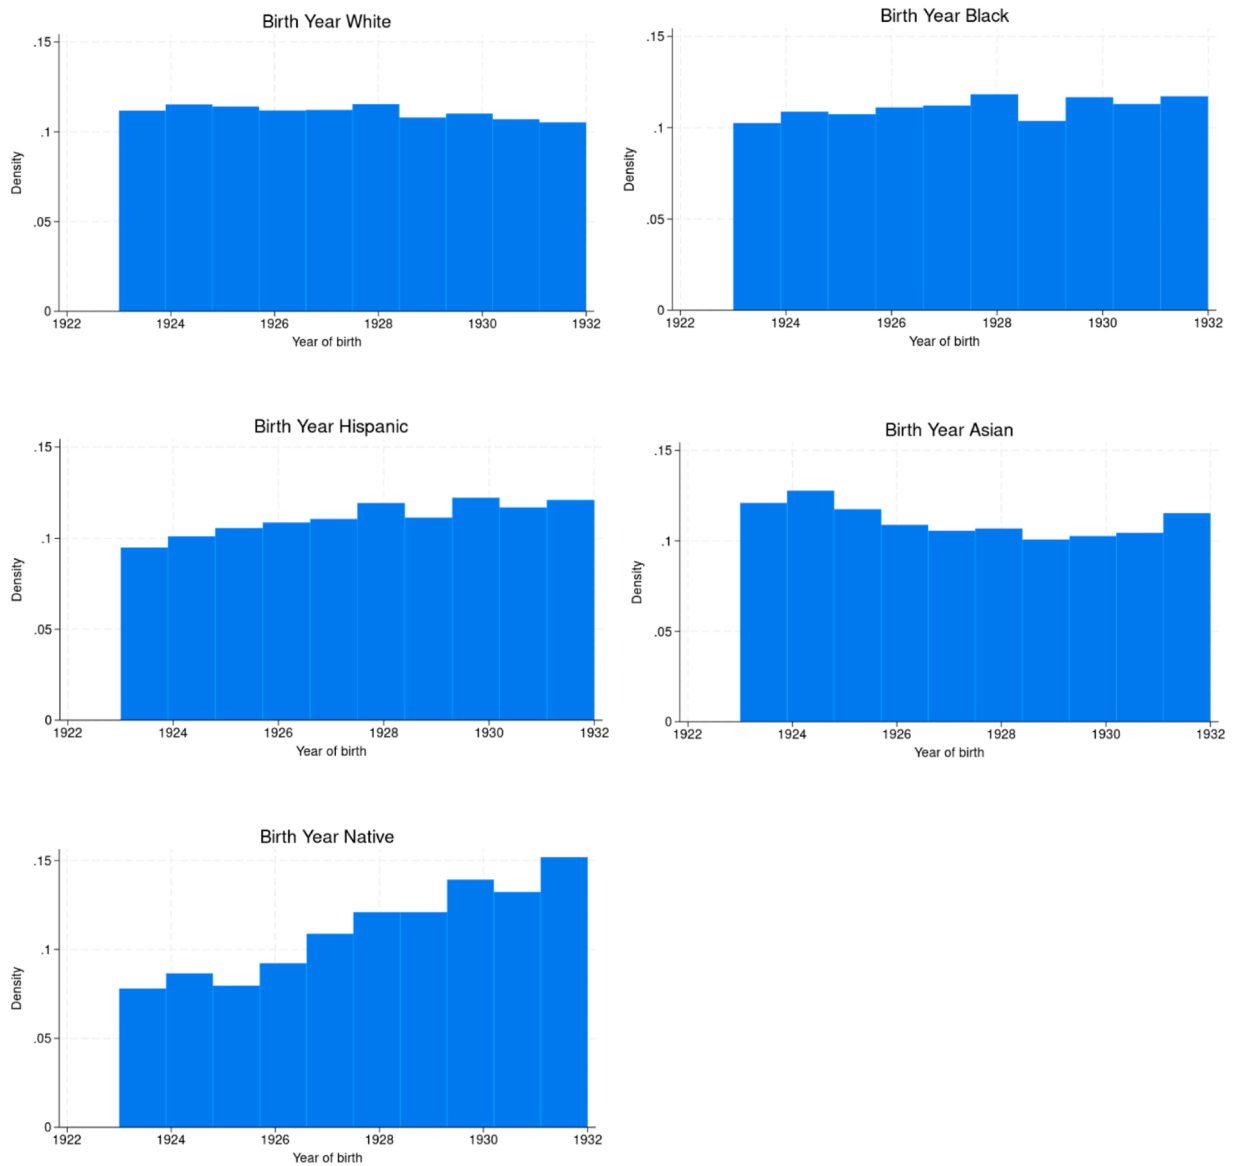 Birth Year White
.15
.1
.05
0
Density
1922 1924 1926 1928 1930 1932
Year of birth
Birth Year Black
.15
.1
.05
0
Density
1922 1924 1926 1928 1930 1932
Year of birth
Birth Year Hispanic
.15
.1
.05
0
Density
1922 1924 1926 1928 1930 1932
Year of birth
Birth Year Asian
.15
.1
.05
0
Density
1922 1924 1926 1928 1930 1932
Year of birth
Birth Year Native
.15
.1
.05
0
Density
1922 1924 1926 1928 1930 1932
Year of birth